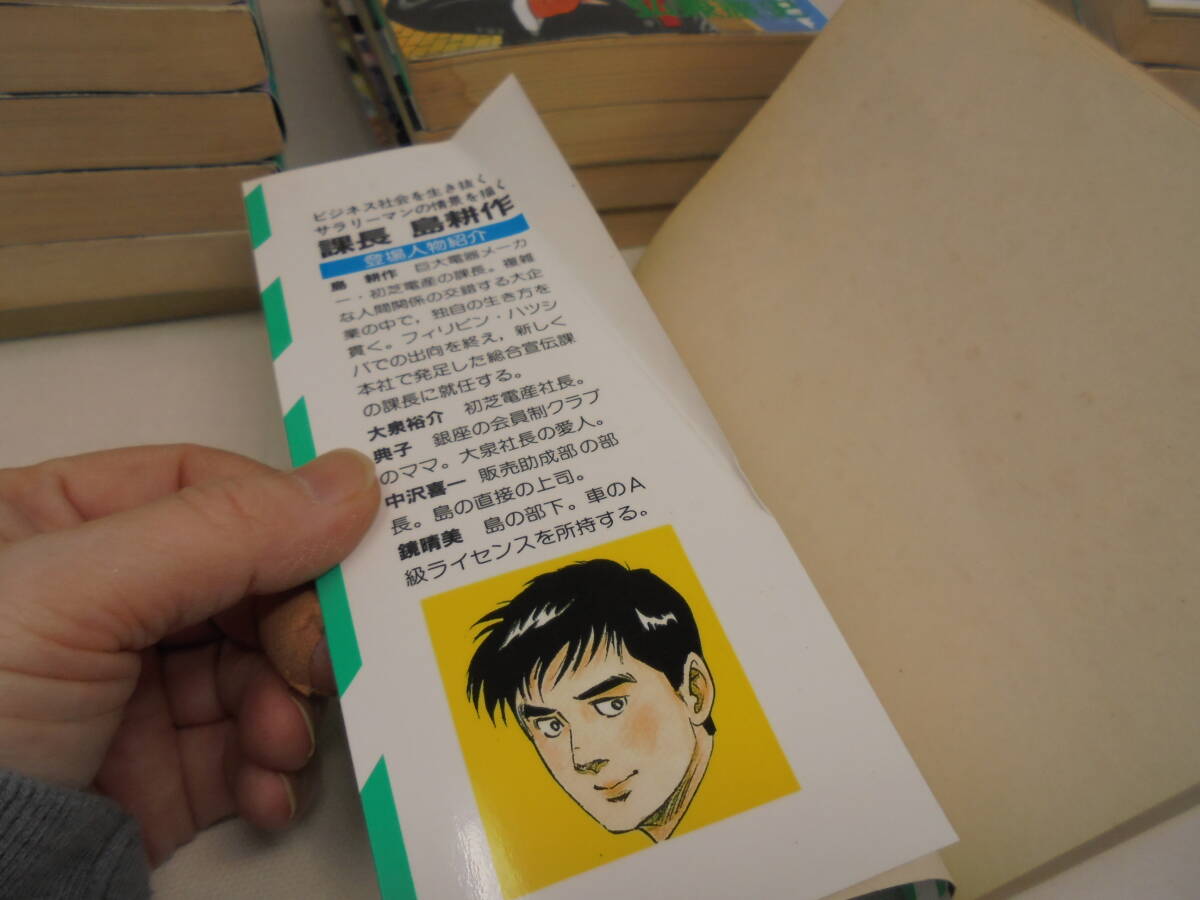 ビジネス社会を生き抜く
サラリーマンの情景を描く
課長 島耕作
登場人物紹介
島　耕作　巨大電器メーカ
ー・初芝電産の課長。複雑
な人間関係の交錯する大企
業の中で，独自の生き方を
貫く。フィリピン・ハツシ
バでの出向を終え，新しく
本社で発足した総合宣伝課
の課長に就任する。
大泉裕介　初芝電産社長。
典子　銀座の会員制クラブ
のママ。大泉社長の愛人。
中沢喜一　販売助成部の部
長。島の直接の上司。
鏡晴美　島の部下。車のA
級ライセンスを所持する。